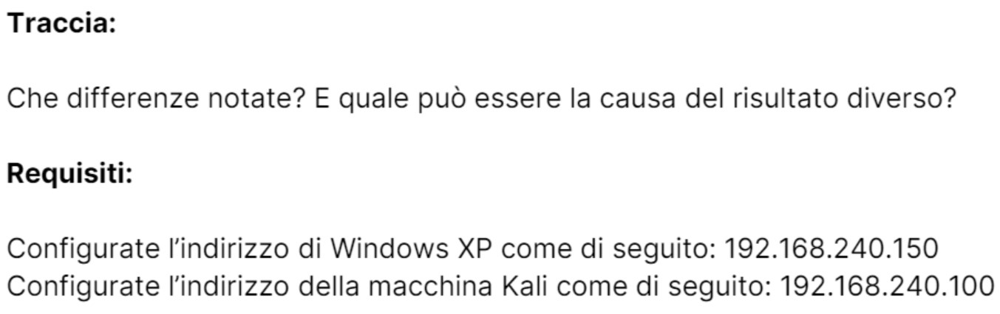 Traccia:
Che differenze notate? E quale può essere la causa del risultato diverso?
Requisiti:
Configurate l’indirizzo di Windows XP come di seguito: 192.168.240.150
Configurate l’indirizzo della macchina Kali come di seguito: 192.168.240.100